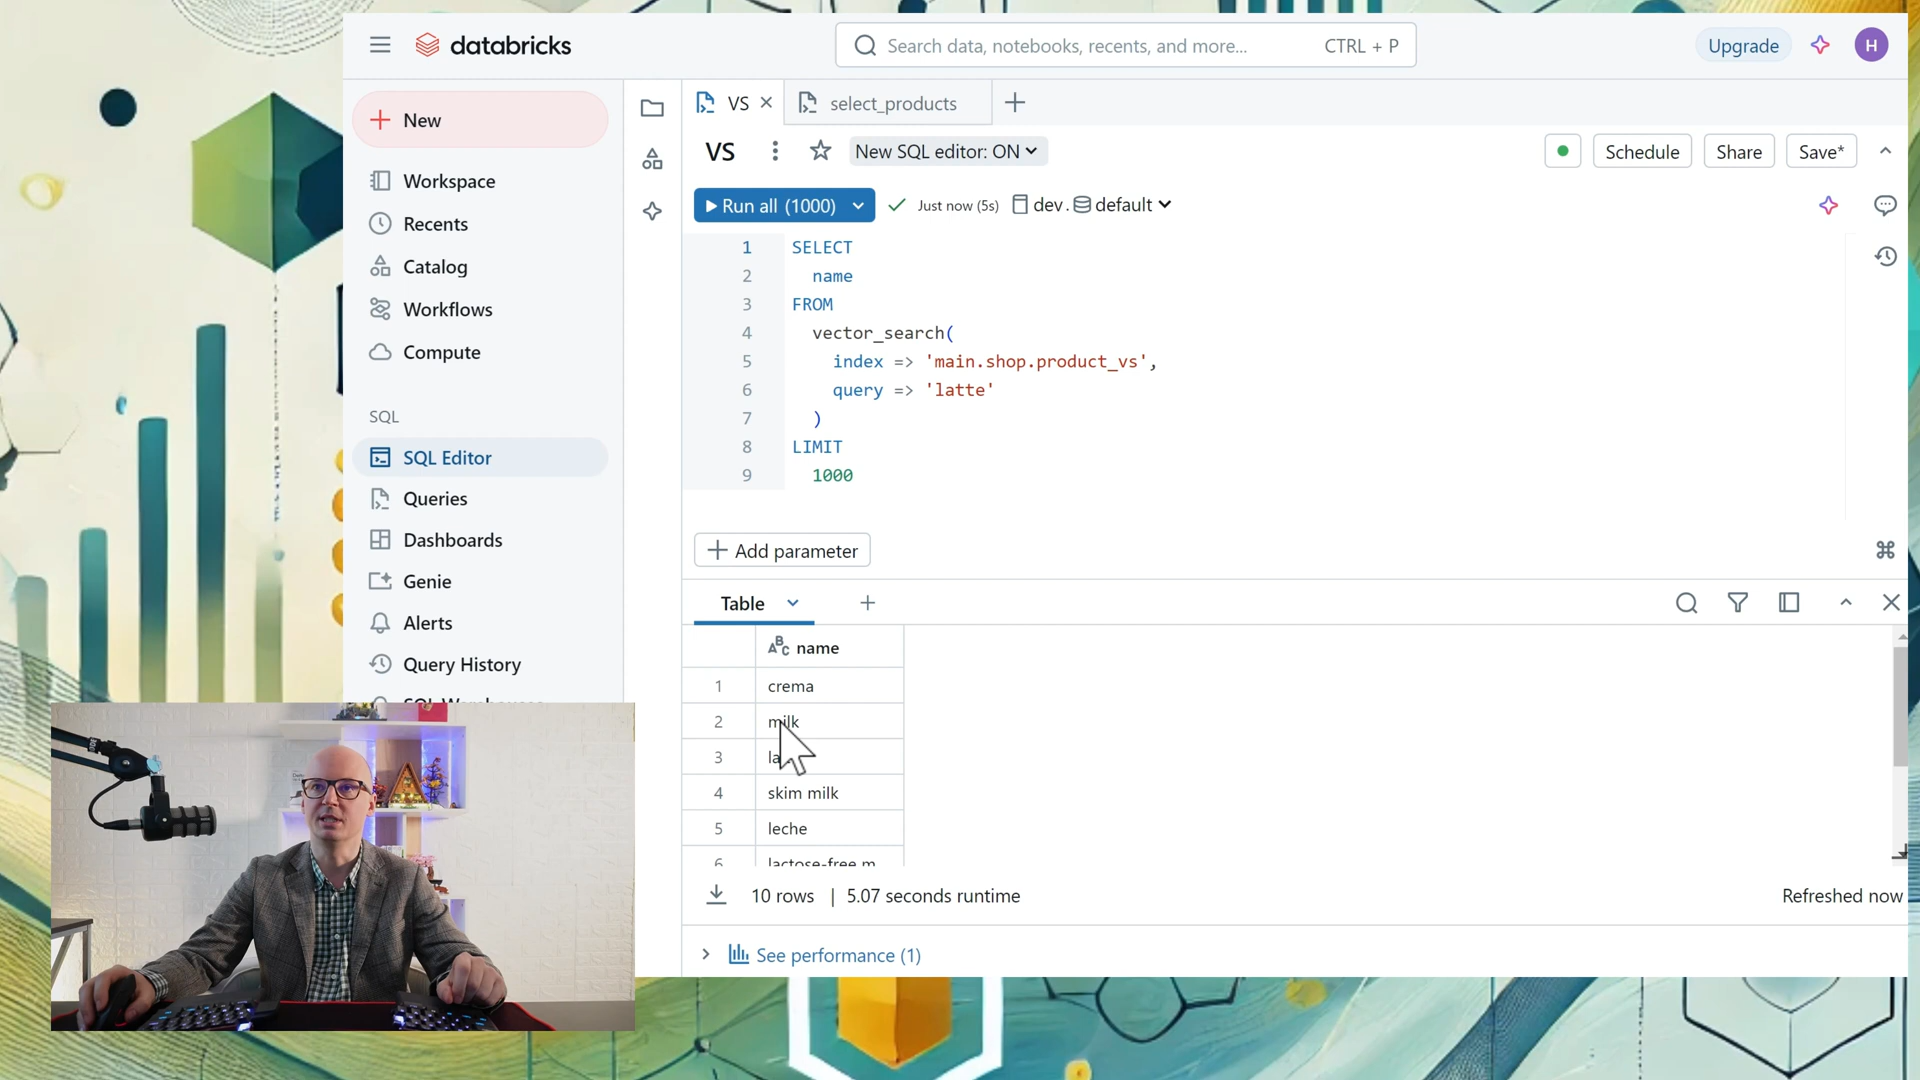 databricks
Search data, notebooks, recents, and more...
CTRL + P
Upgrade
H
New
Workspace
Recents
Catalog
Workflows
Compute
SQL
SQL Editor
Queries
Dashboards
Genie
Alerts
Query History
VS
select_products
VS
New SQL editor: ON
Schedule
Share
Save*
Run all (1000)
Just now (5s)
dev.
default
1 SELECT
2 name
3 FROM
4 vector_search(
5 index => 'main.shop.product_vs',
6 query => 'latte'
7 )
8 LIMIT
9 1000
Add parameter
Table
name
1 crema
2 milk
3
4 skim milk
5 leche
6 lactose-free m
10 rows | 5.07 seconds runtime
Refreshed now
See performance (1)